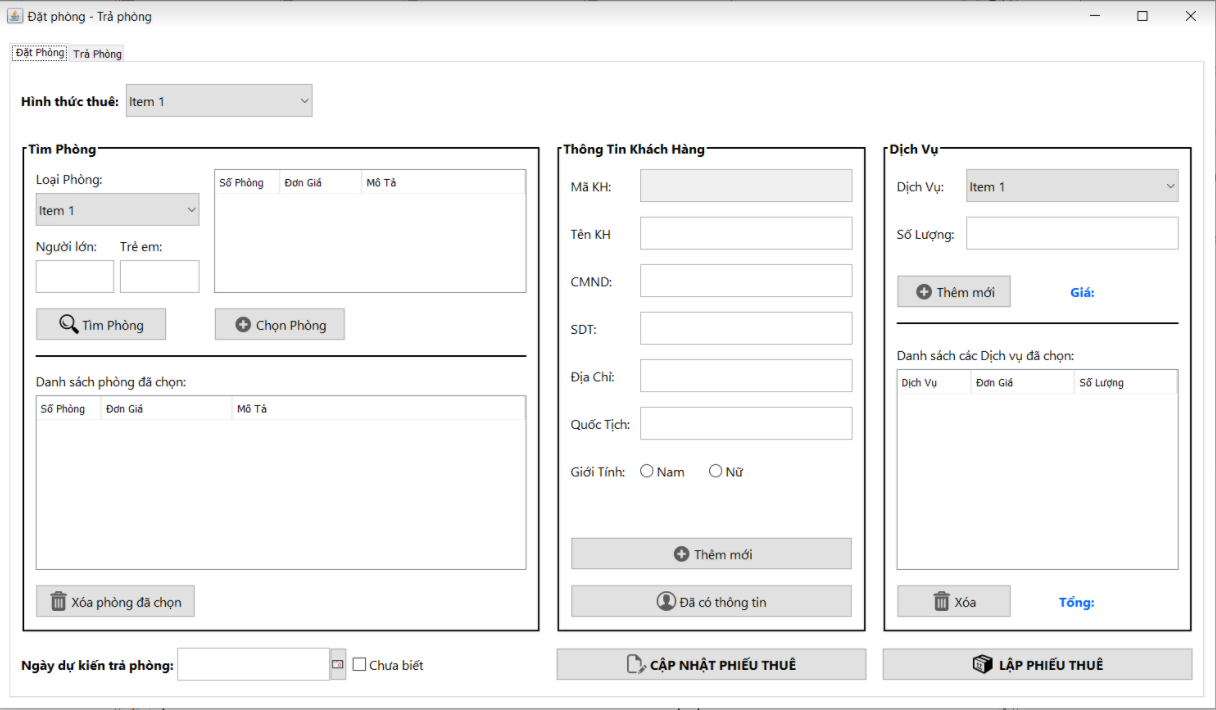 Đặt phòng - Trả phòng
Đặt Phòng Trả Phòng
Hình thức thuê: Item 1
Tìm Phòng
Loại Phòng:
Item 1
Người lớn: Trẻ em:
Số Phòng Đơn Giá Mô Tả
Tìm Phòng
Chọn Phòng
Danh sách phòng đã chọn:
Số Phòng Đơn Giá Mô Tả
Xóa phòng đã chọn
Thông Tin Khách Hàng
Mã KH:
Tên KH
CMND:
SDT:
Địa Chỉ:
Quốc Tịch:
Giới Tính: Nam Nữ
Thêm mới
Đã có thông tin
Dịch Vụ
Dịch Vụ: Item 1
Số Lượng:
Thêm mới Giá:
Danh sách các Dịch vụ đã chọn:
Dịch Vụ Đơn Giá Số Lượng
Xóa Tổng:
Ngày dự kiến trả phòng: Chưa biết
CẬP NHẬT PHIẾU THUÊ
LẬP PHIẾU THUÊ